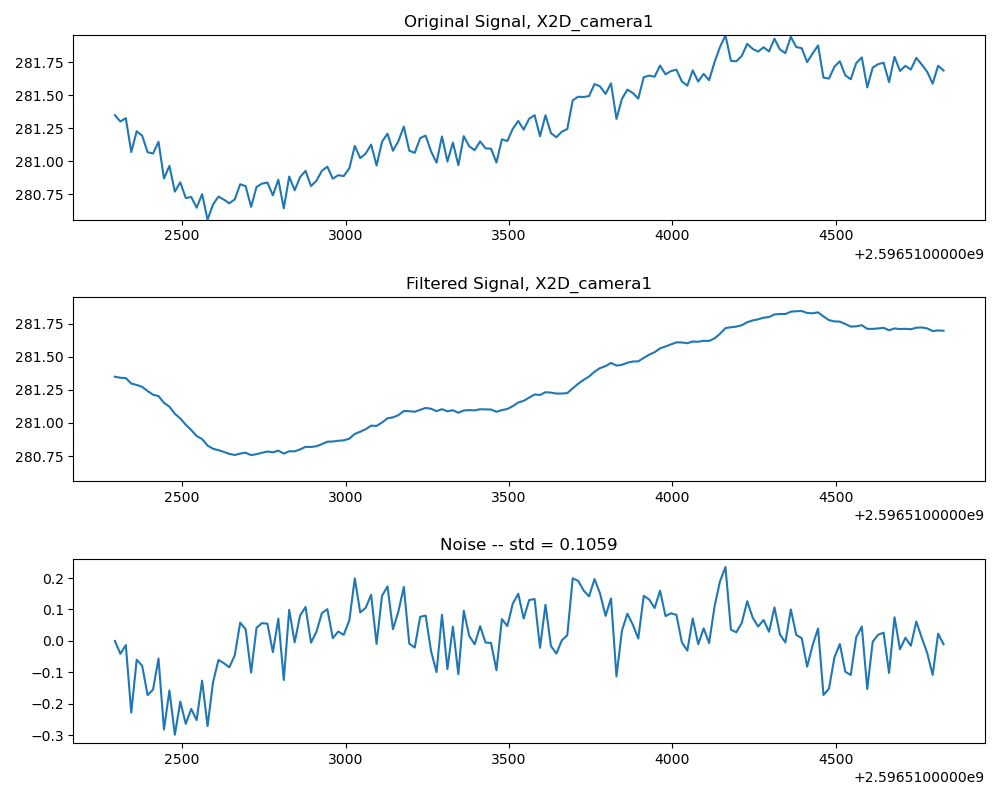 Original Signal, X2D_camera1
281.75
281.50
281.25
281.00
280.75
2500 3000 3500 4000 4500
+2.5965100000e9
Filtered Signal, X2D_camera1
281.75
281.50
281.25
281.00
280.75
2500 3000 3500 4000 4500
+2.5965100000e9
Noise -- std = 0.1059
0.2
0.1
0.0
−0.1
−0.2
−0.3
2500 3000 3500 4000 4500
+2.5965100000e9